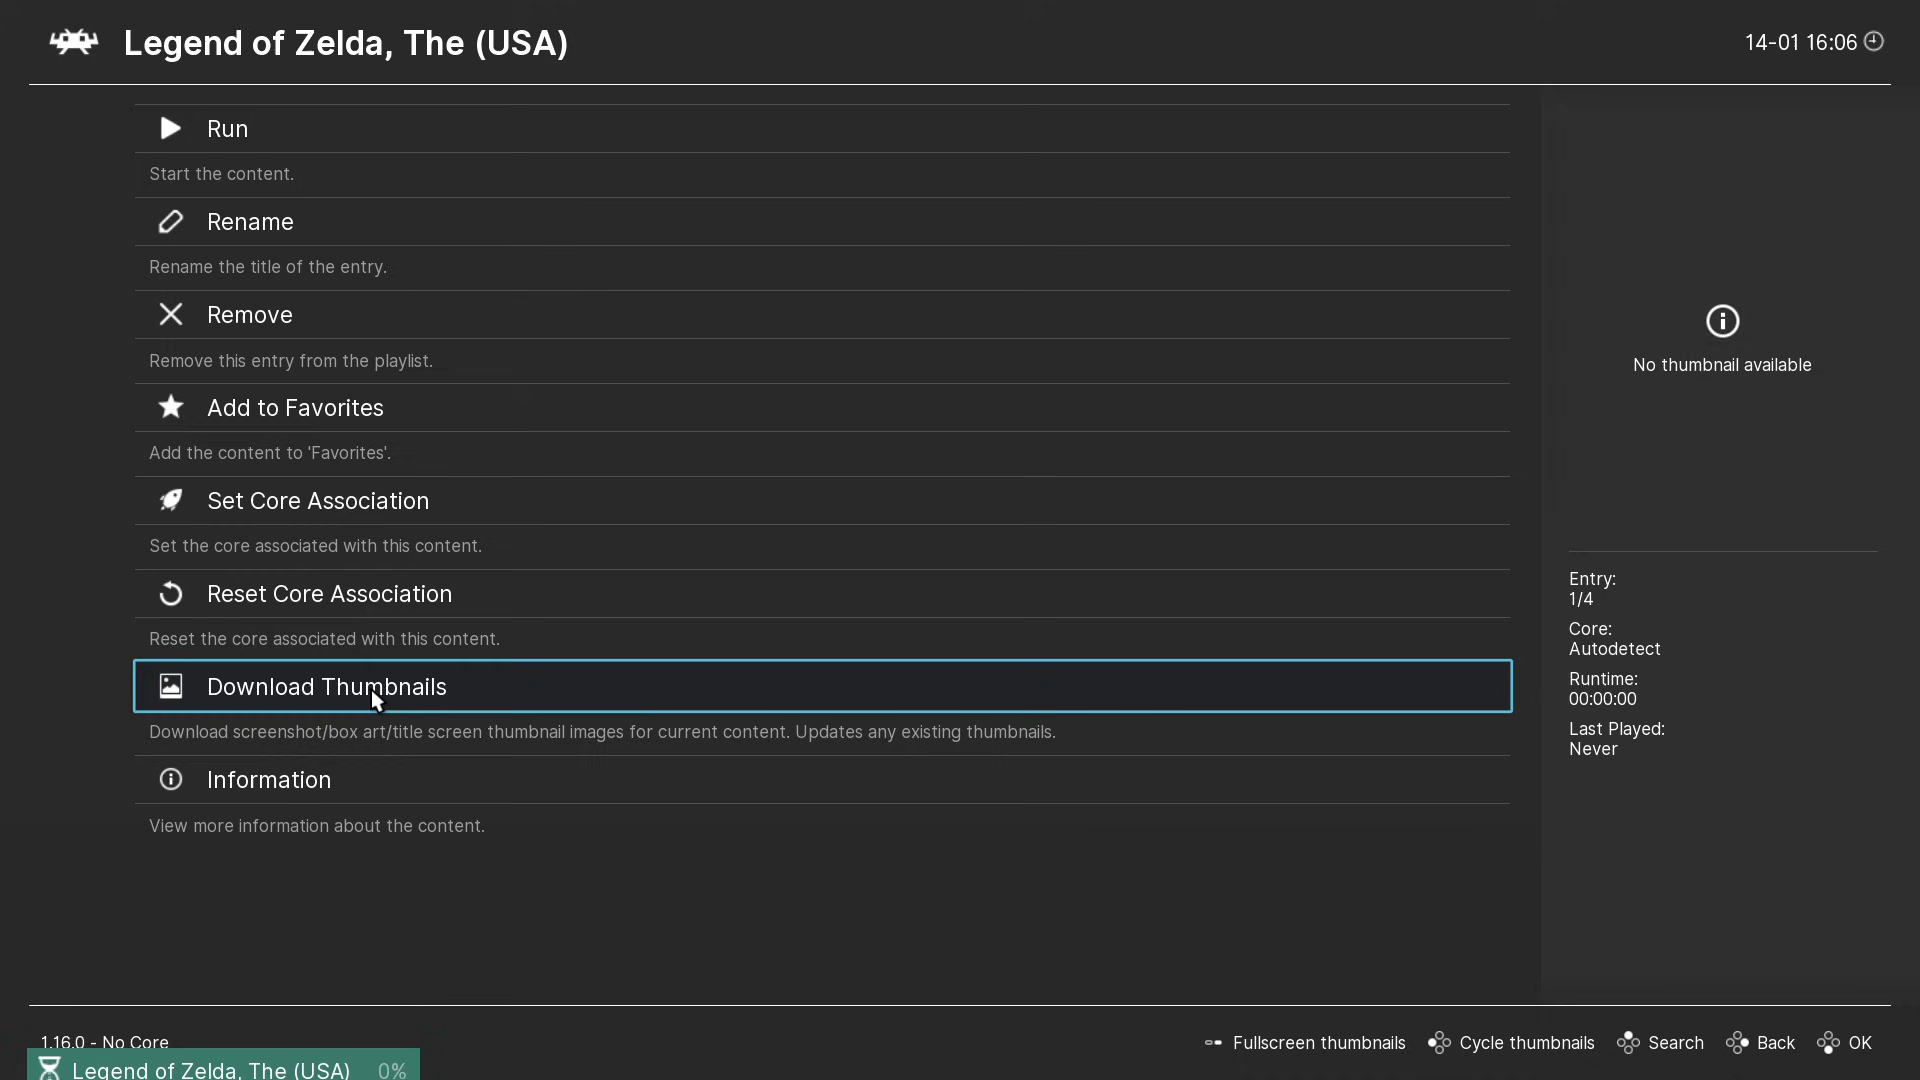 Legend of Zelda, The (USA)
14-01 16:06
Run
Start the content.
Rename
Rename the title of the entry.
Remove
Remove this entry from the playlist.
Add to Favorites
Add the content to 'Favorites'.
Set Core Association
Set the core associated with this content.
Reset Core Association
Reset the core associated with this content.
Download Thumbnails
Download screenshot/box art/title screen thumbnail images for current content. Updates any existing thumbnails.
Information
View more information about the content.
No thumbnail available
Entry:
1/4
Core:
Autodetect
Runtime:
00:00:00
Last Played:
Never
1.16.0 - No Core
Fullscreen thumbnails Cycle thumbnails Search Back OK
Legend of Zelda, The (USA) 0%